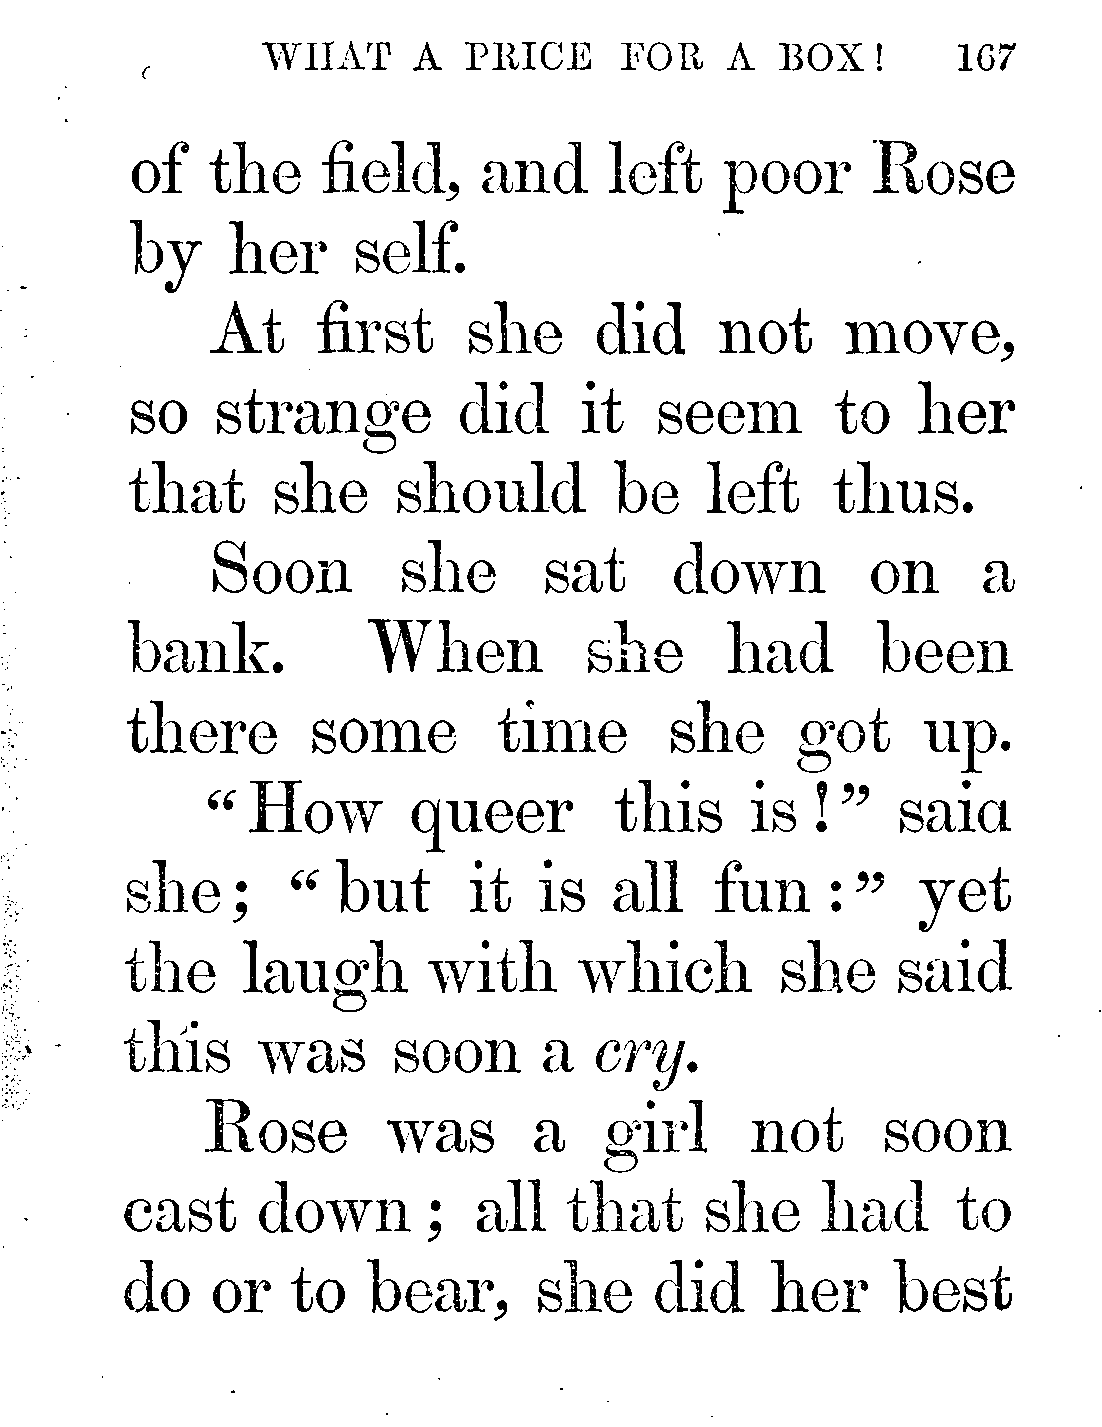 WHAT A PRICE FOR A BOX! 167
of the field, and left poor Rose
by her self.
At first she did not move,
so strange did it seem to her
that she should be left thus.
Soon she sat down on a
bank. When she had been
there some time she got up.
“How queer this is!” said
she; “but it is all fun:” yet
the laugh with which she said
this was soon a cry.
Rose was a girl not soon
cast down; all that she had to
do or to bear, she did her best